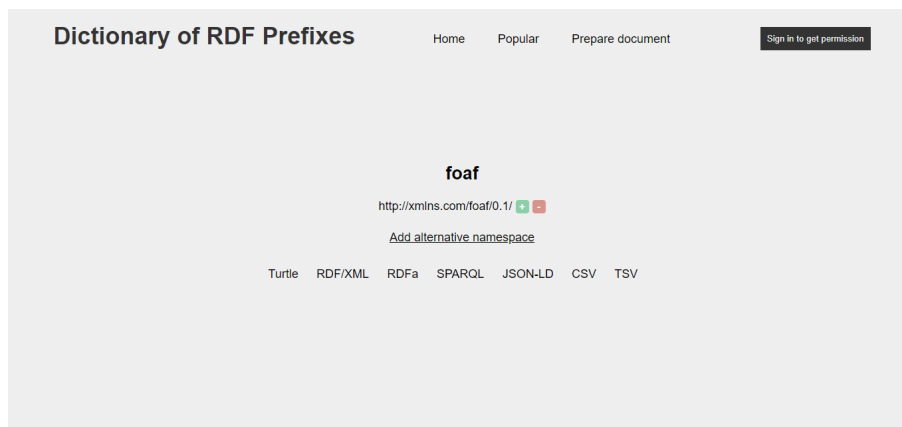 Dictionary of RDF Prefixes
Home Popular Prepare document
Sign in to get permission
foaf
http://xmlns.com/foaf/0.1/ + -
Add alternative namespace
Turtle RDF/XML RDFa SPARQL JSON-LD CSV TSV